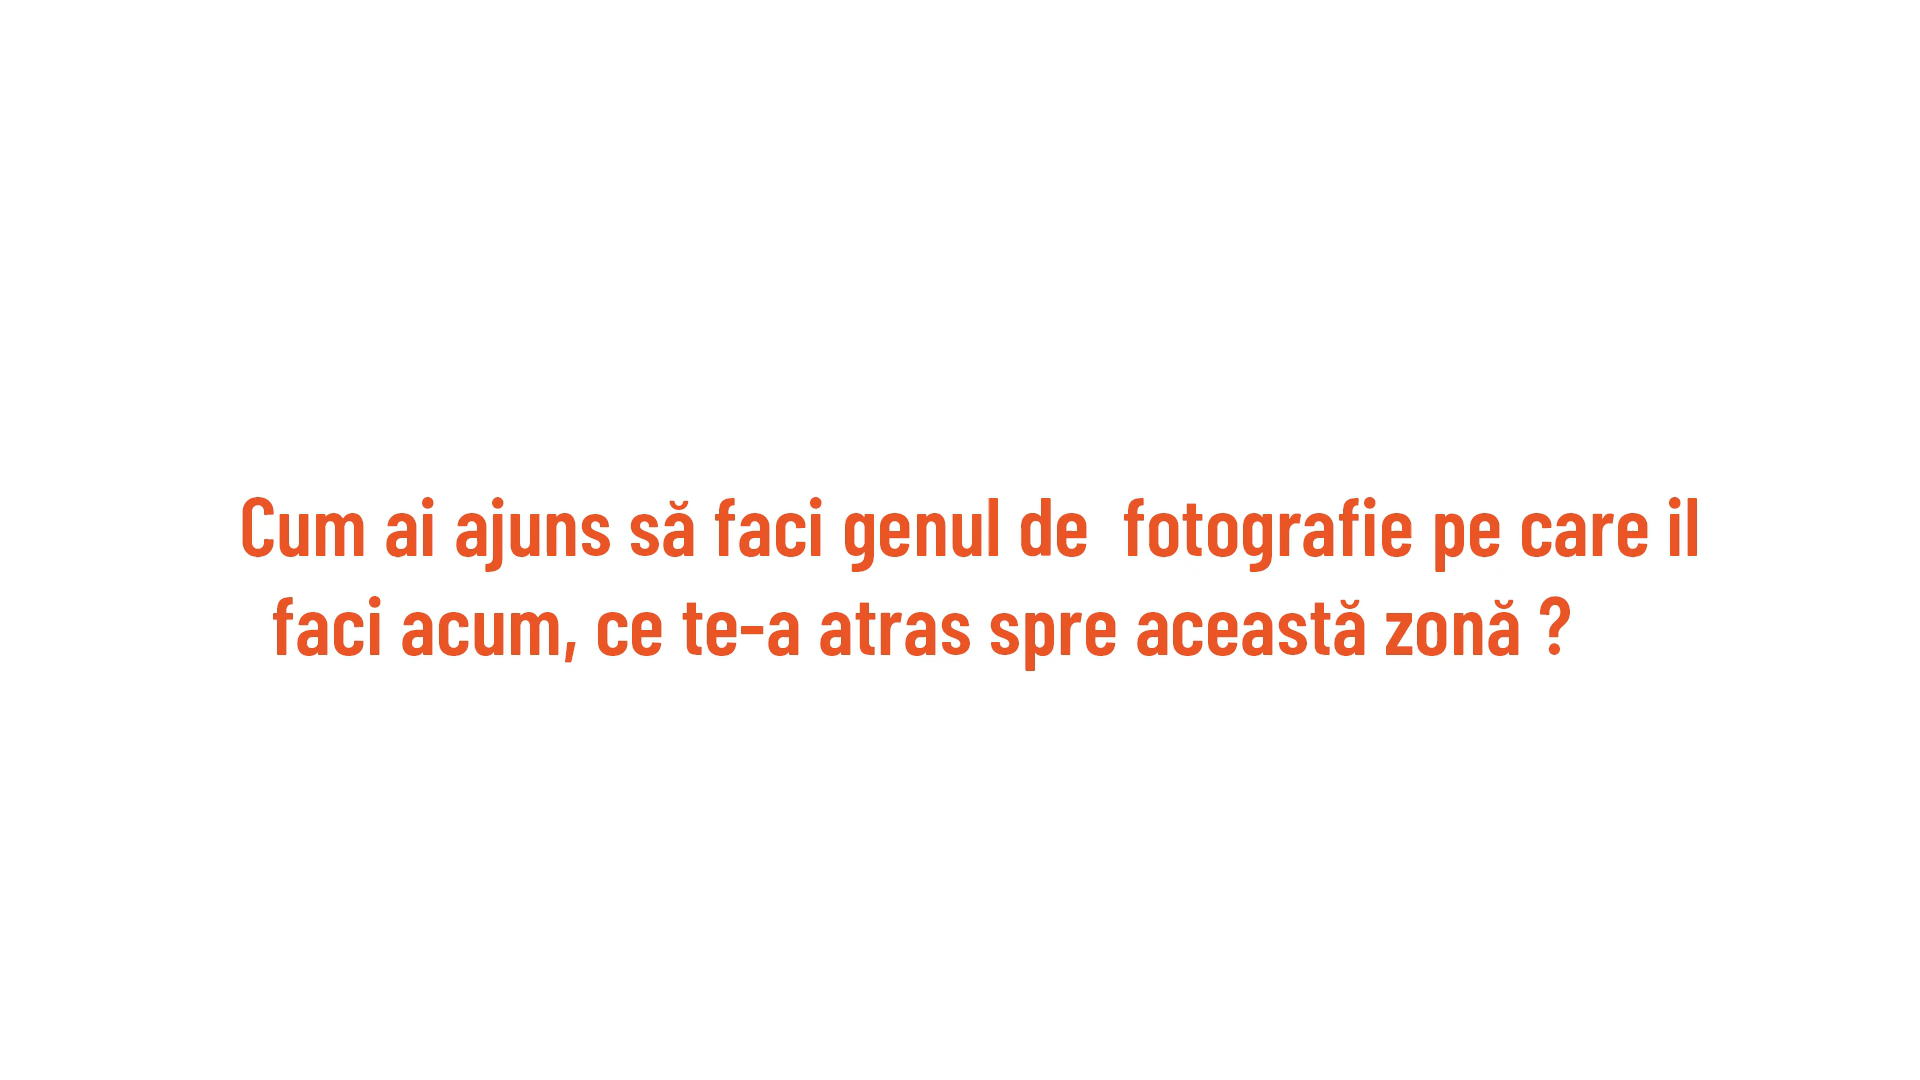 Cum ai ajuns să faci genul de  fotografie pe care il
faci acum, ce te-a atras spre această zonă ?